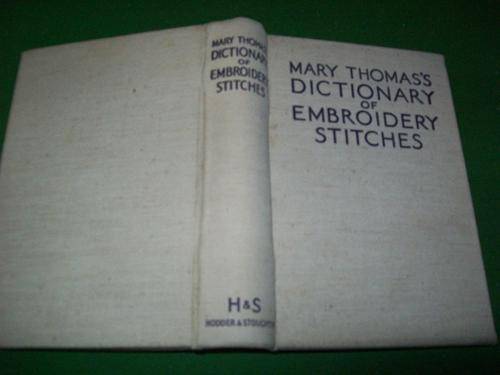 MARY THOMAS'S
DICTIONARY
OF
EMBROIDERY
STITCHES
H&S
HODDER & STOUGHTON
MARY THOMAS'S
DICTIONARY
OF
EMBROIDERY
STITCHES